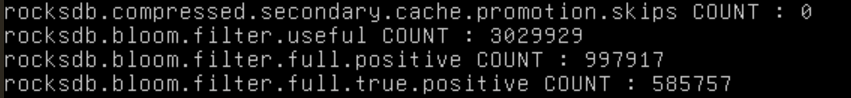 rocksdb.compressed.secondary.cache.promotion.skips COUNT : 0
rocksdb.bloom.filter.useful COUNT : 3029929
rocksdb.bloom.filter.full.positive COUNT : 997917
rocksdb.bloom.filter.full.true.positive COUNT : 585757